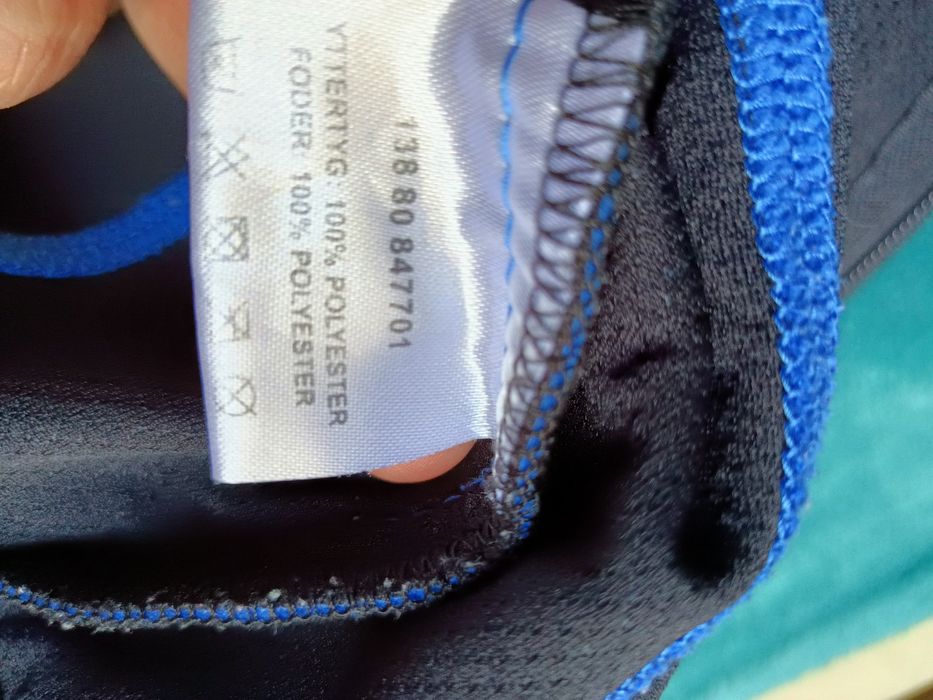 138 80 847701
YTTERTYG: 100% POLYESTER
FODER: 100% POLYESTER